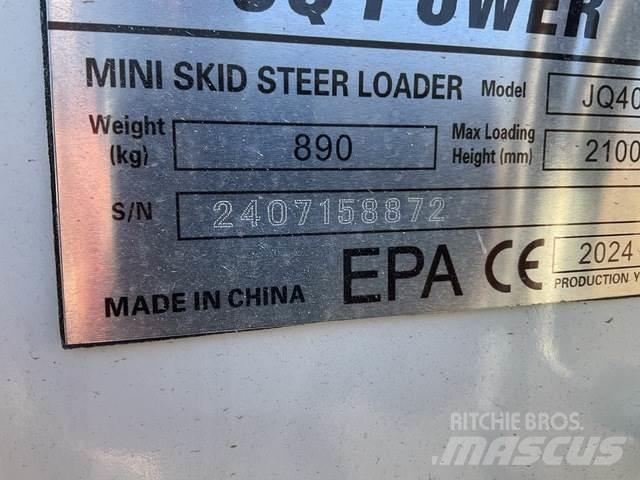 POWER
MINI SKID STEER LOADER Model JQ40
Weight (kg) 890 Max Loading Height (mm) 2100
S/N 2407158872
MADE IN CHINA EPA CE 2024
PRODUCTION Y
RITCHIE BROS.
MASCUS